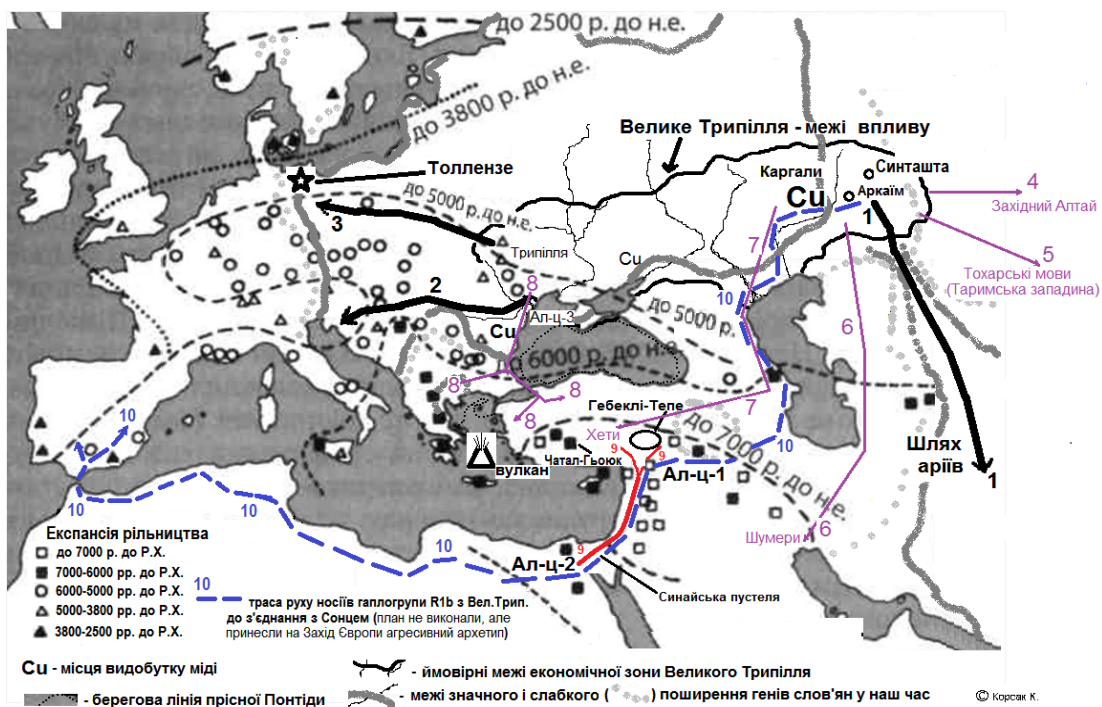 до 2500 р. до н.е.
до 3800 р. до н.е.
Велике Трипілля - межі впливу
Толлензе
Каргали
Синташта
Cu
Аркаїм
4
Західний Алтай
до 5000 р. до н.е.
3
1
Трипілля
7
5
Тохарські мови
(Таримська западина)
Cu
8
10
2
Ал-ц-3
до 5000 р.
6
Cu
6000 р. до н.е.
8
8
7
8
Гебеклі-Тепе
10
Хети
до 7000 р. до н.е.
10
9
9
Чатал-Гьоюк
вулкан
Шлях
аріїв
Ал-ц-1
1
10
10
6
Шумери
Експансія рільництва
до 7000 р. до Р.Х.
10
9
7000-6000 рр. до Р.Х.
Ал-ц-2
9
6000-5000 рр. до Р.Х.
10
Синайська пустеля
5000-3800 рр. до Р.Х.
3800-2500 рр. до Р.Х.
траса руху носіїв гаплогрупи R1b з Вел.Трип.
до з'єднання з Сонцем (план не виконали, але
принесли на Захід Європи агресивний архетип)
Cu - місця видобутку міді
- ймовірні межі економічної зони Великого Трипілля
- берегова лінія прісної Понтіди
- межі значного і слабкого ( ) поширення генів слов'ян у наш час
© Корсак К.